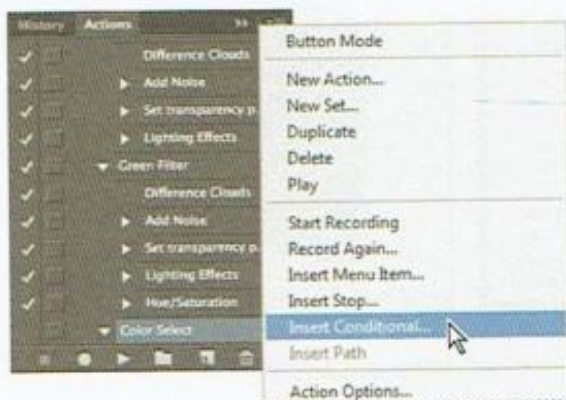 History Actions
Difference Clouds
Add Noise
Set transparency p..
Lighting Effects
Green Filter
Difference Clouds
Add Noise
Set transparency p..
Lighting Effects
Hue/Saturation
Color Select
Button Mode
New Action...
New Set...
Duplicate
Delete
Play
Start Recording
Record Again...
Insert Menu Item...
Insert Stop...
Insert Conditional...
Insert Path
Action Options...